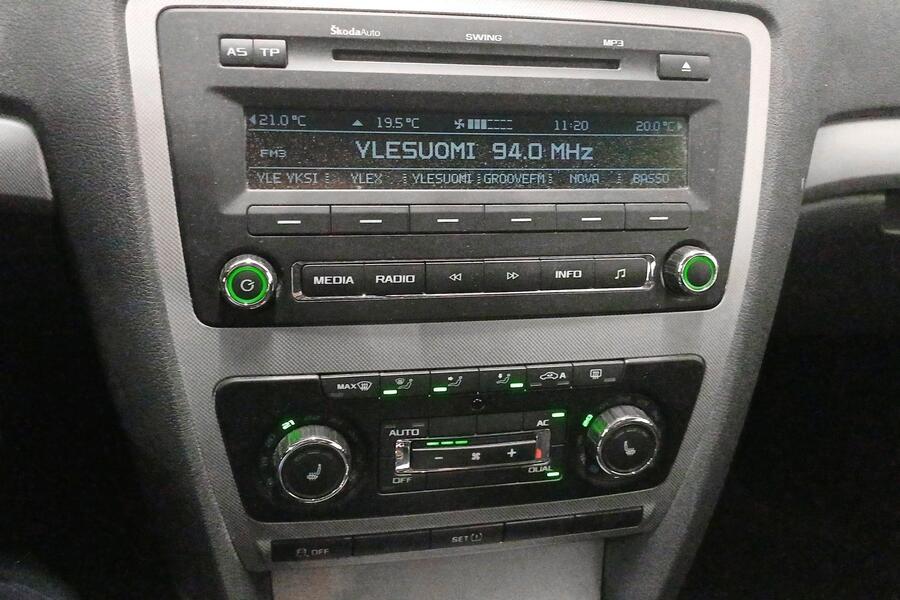 ŠkodaAuto SWING MP3
AS TP
21.0°C 19.5°C 11:20 20.0°C
FM3 YLESUOMI 94.0 MHz
YLE YKSI YLEX YLESUOMI GROOVEFM NOVA BASSO
MEDIA RADIO INFO
MAX A
21
AUTO AC
- +
OFF DUAL
OFF SET